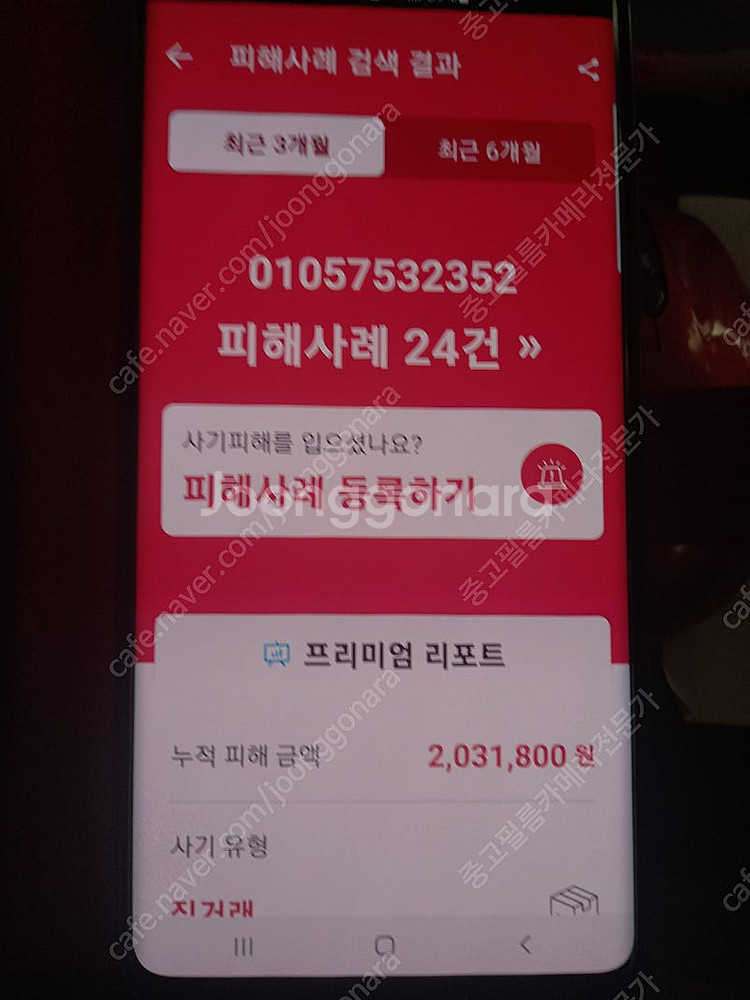 피해사례 검색 결과
최근 3개월
최근 6개월
01057532352
피해사례 24건 »
사기피해를 입으셨나요?
피해사례 등록하기
Joonggonara
프리미엄 리포트
누적 피해 금액
2,031,800 원
사기 유형
직거래
cafe.naver.com/joonggonara
중고필름카메라전문가